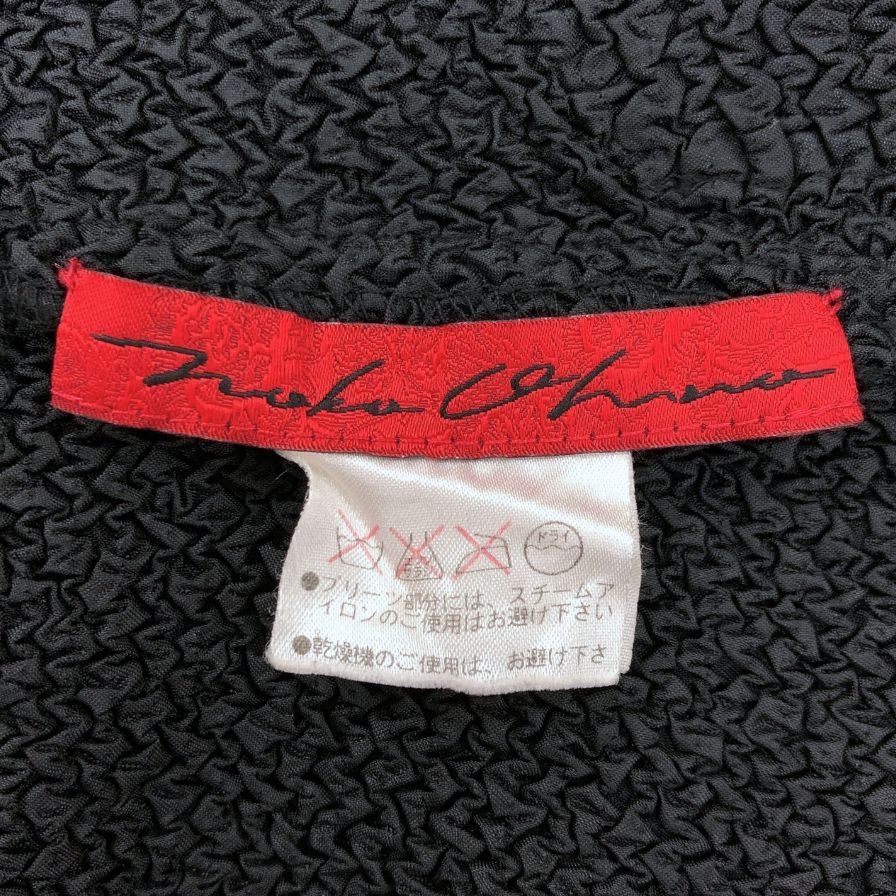 Noko Ohno
ドライ
●プリーツ部分には、スチームア
イロンのご使用はお避け下さい
●乾燥機のご使用は、お避け下さ